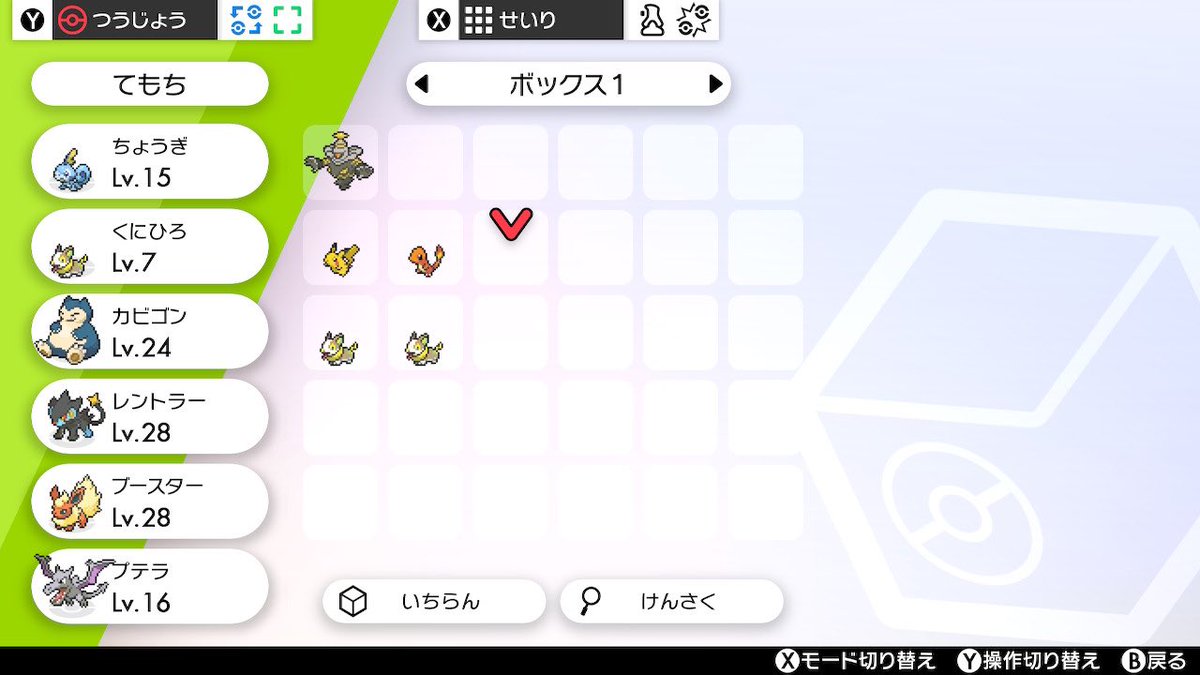 Y つうじょう
X せいり
てもち
ボックス1
ちょうぎ
Lv.15
くにひろ
Lv.7
カビゴン
Lv.24
レントラー
Lv.28
ブースター
Lv.28
プテラ
Lv.16
いちらん
けんさく
Xモード切り替え Y操作切り替え B戻る